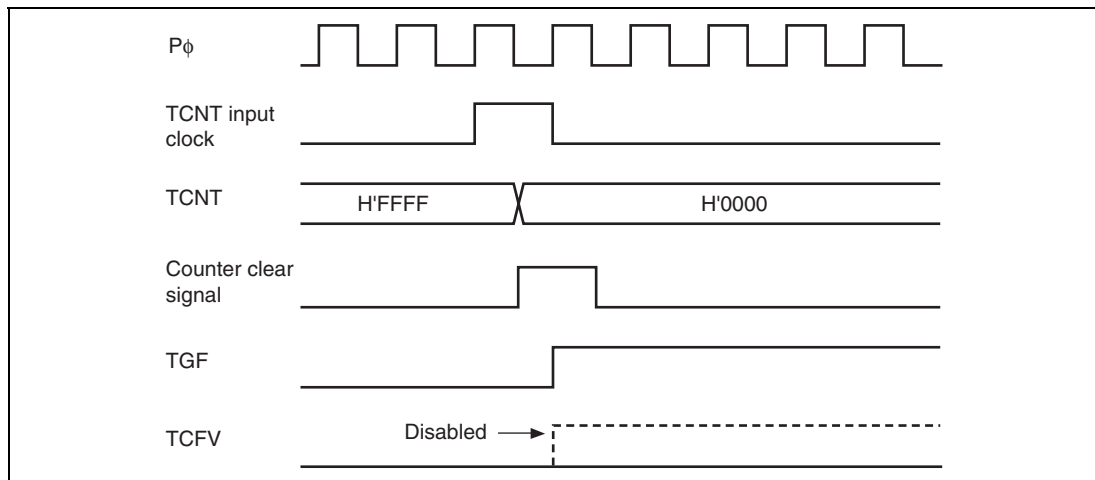 Pϕ
TCNT input
clock
TCNT
H'FFFF
H'0000
Counter clear
signal
TGF
TCFV
Disabled